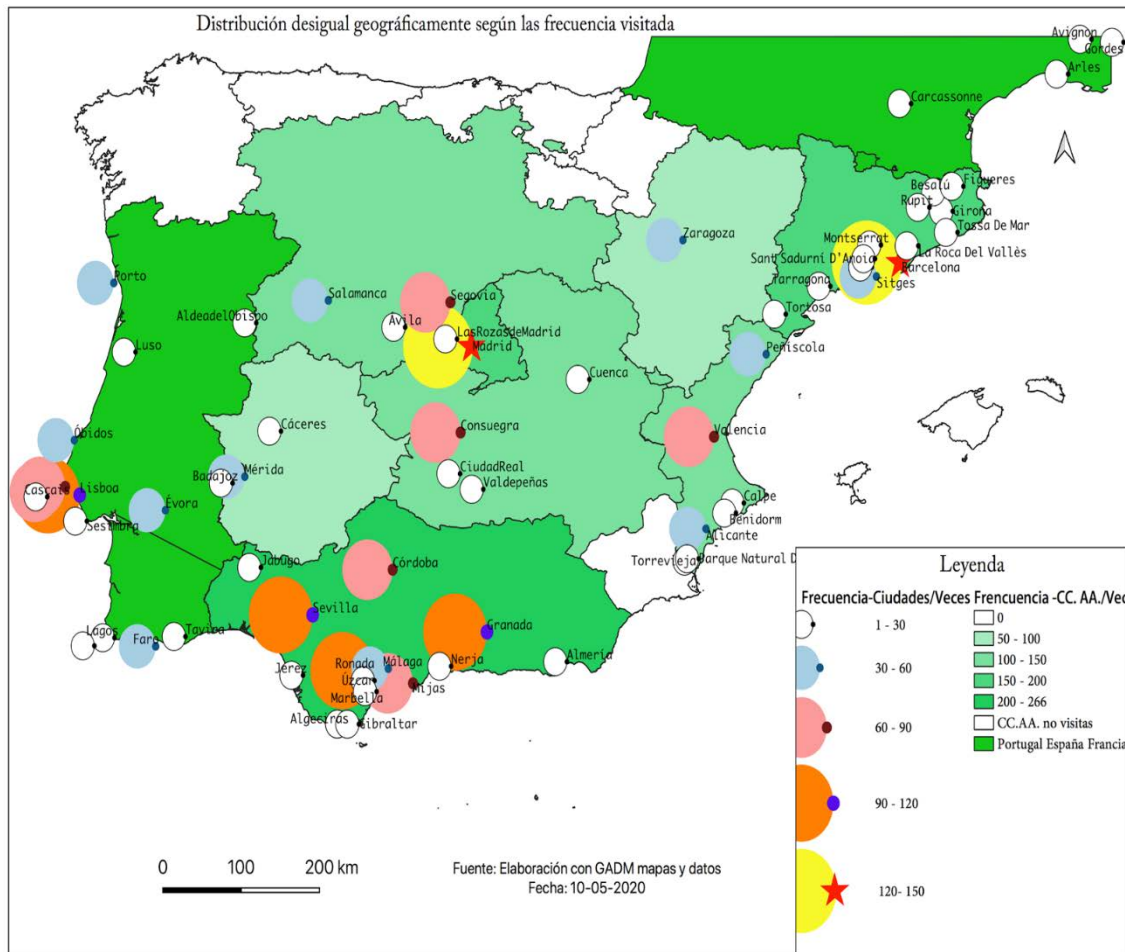 Distribución desigual geográficamente según las frecuencia visitada
Avignon
Gordes
Arles
Carcassonne
Besalú
Figueres
Rupit
Girona
Tossa De Mar
Montserrat
La Roca Del Vallès
Sant Sadurní D'Anoia
Barcelona
Tarragona
Sitges
Tortosa
Zaragoza
Porto
Salamanca
Segovia
AldeadelObispo
Ávila
LasRozasdeMadrid
Madrid
Luso
Peñíscola
Cuenca
Cáceres
Consuegra
Valencia
Óbidos
CiudadReal
Mérida
Badajoz
Valdepeñas
Cascais
Lisboa
Évora
Calpe
Benidorm
Sesimbra
Alicante
Torrevieja
Parque Natural D
Jabugo
Córdoba
Sevilla
Granada
Lagos
Faro
Tavira
Ronada
Málaga
Nerja
Almería
Jerez
Úzcar
Mijas
Marbella
Algeciras
Gibraltar
Leyenda
Frecuencia-Ciudades/Veces
1 - 30
30 - 60
60 - 90
90 - 120
120- 150
Frencuencia -CC. AA./Vec
0
50 - 100
100 - 150
150 - 200
200 - 266
CC.AA. no visitas
Portugal España Francia
0 100 200 km
Fuente: Elaboración con GADM mapas y datos
Fecha: 10-05-2020